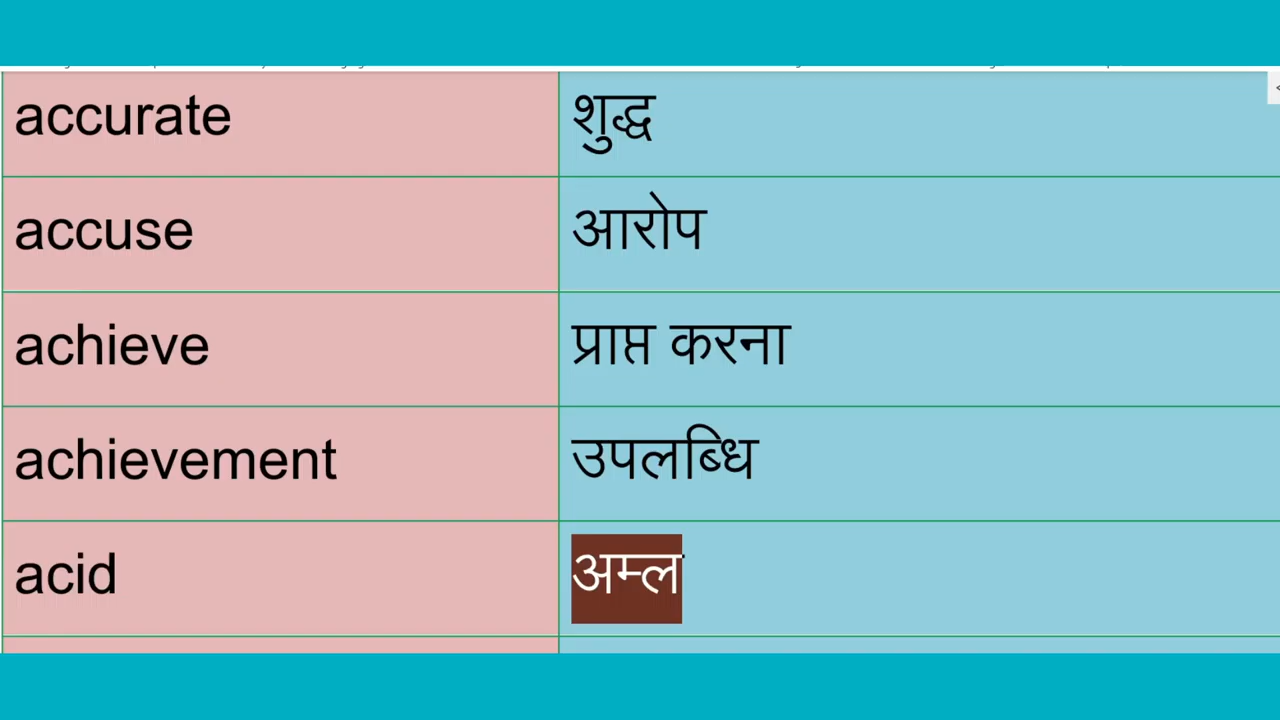 accurate शुद्ध
accuse आरोप
achieve प्राप्त करना
achievement उपलब्धि
acid अम्ल